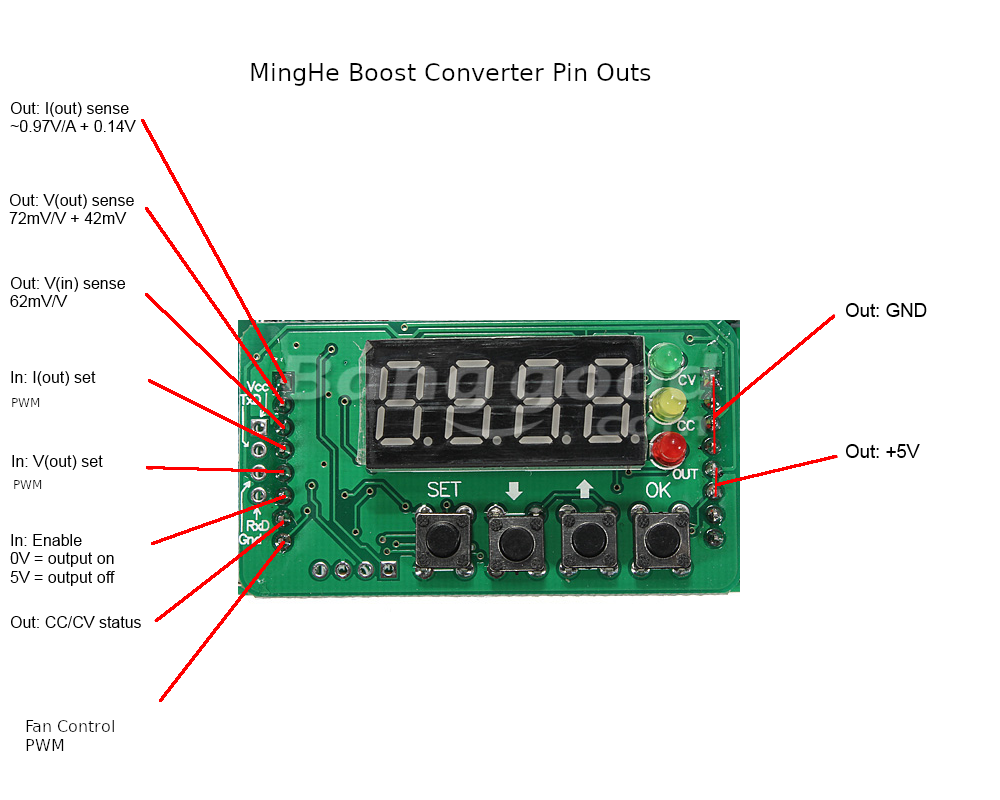 MingHe Boost Converter Pin Outs
Out: I(out) sense
~0.97V/A + 0.14V
Out: V(out) sense
72mV/V + 42mV
Out: V(in) sense
62mV/V
In: I(out) set
PWM
In: V(out) set
PWM
In: Enable
0V = output on
5V = output off
Out: CC/CV status
Fan Control
PWM
Out: GND
Out: +5V
Banggood
.com
Vcc
TxD
RxD
Gnd
CV
CC
OUT
SET
OK